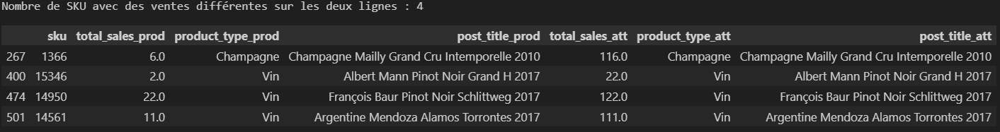 Nombre de SKU avec des ventes différentes sur les deux lignes : 4
sku total_sales_prod product_type_prod post_title_prod total_sales_att product_type_att post_title_att
267 1366 6.0 Champagne Champagne Mailly Grand Cru Intemporelle 2010 116.0 Champagne Champagne Mailly Grand Cru Intemporelle 2010
400 15346 2.0 Vin Albert Mann Pinot Noir Grand H 2017 22.0 Vin Albert Mann Pinot Noir Grand H 2017
474 14950 22.0 Vin François Baur Pinot Noir Schlittweg 2017 122.0 Vin François Baur Pinot Noir Schlittweg 2017
501 14561 11.0 Vin Argentine Mendoza Alamos Torrontes 2017 111.0 Vin Argentine Mendoza Alamos Torrontes 2017